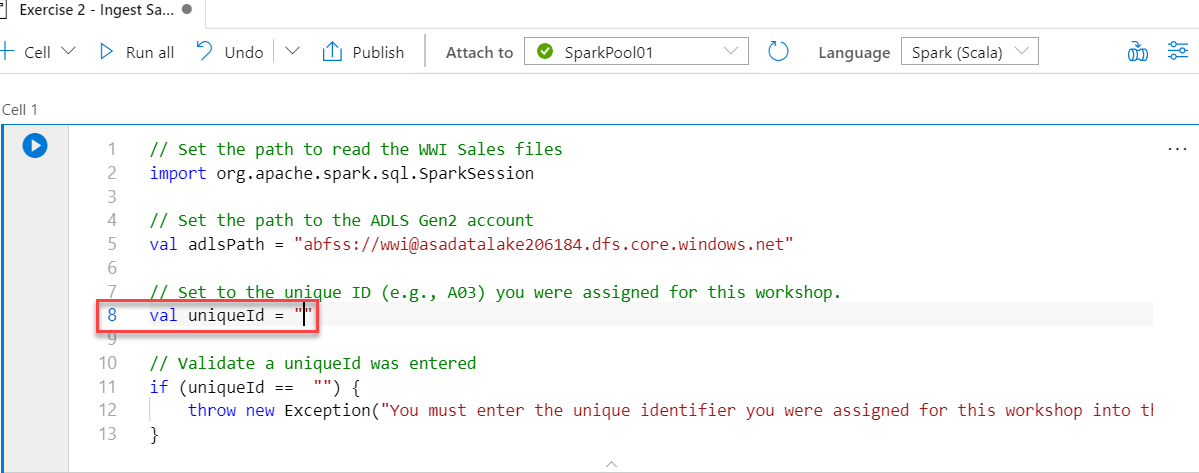 Exercise 2 - Ingest Sa...
Cell Run all Undo Publish Attach to SparkPool01 Language Spark (Scala)
Cell 1
1 // Set the path to read the WWI Sales files
2 import org.apache.spark.sql.SparkSession
3
4 // Set the path to the ADLS Gen2 account
5 val adlsPath = "abfss://wwi@asadatalake206184.dfs.core.windows.net"
6
7 // Set to the unique ID (e.g., A03) you were assigned for this workshop.
8 val uniqueId = ""
9
10 // Validate a uniqueId was entered
11 if (uniqueId == "") {
12 throw new Exception("You must enter the unique identifier you were assigned for this workshop into th
13 }